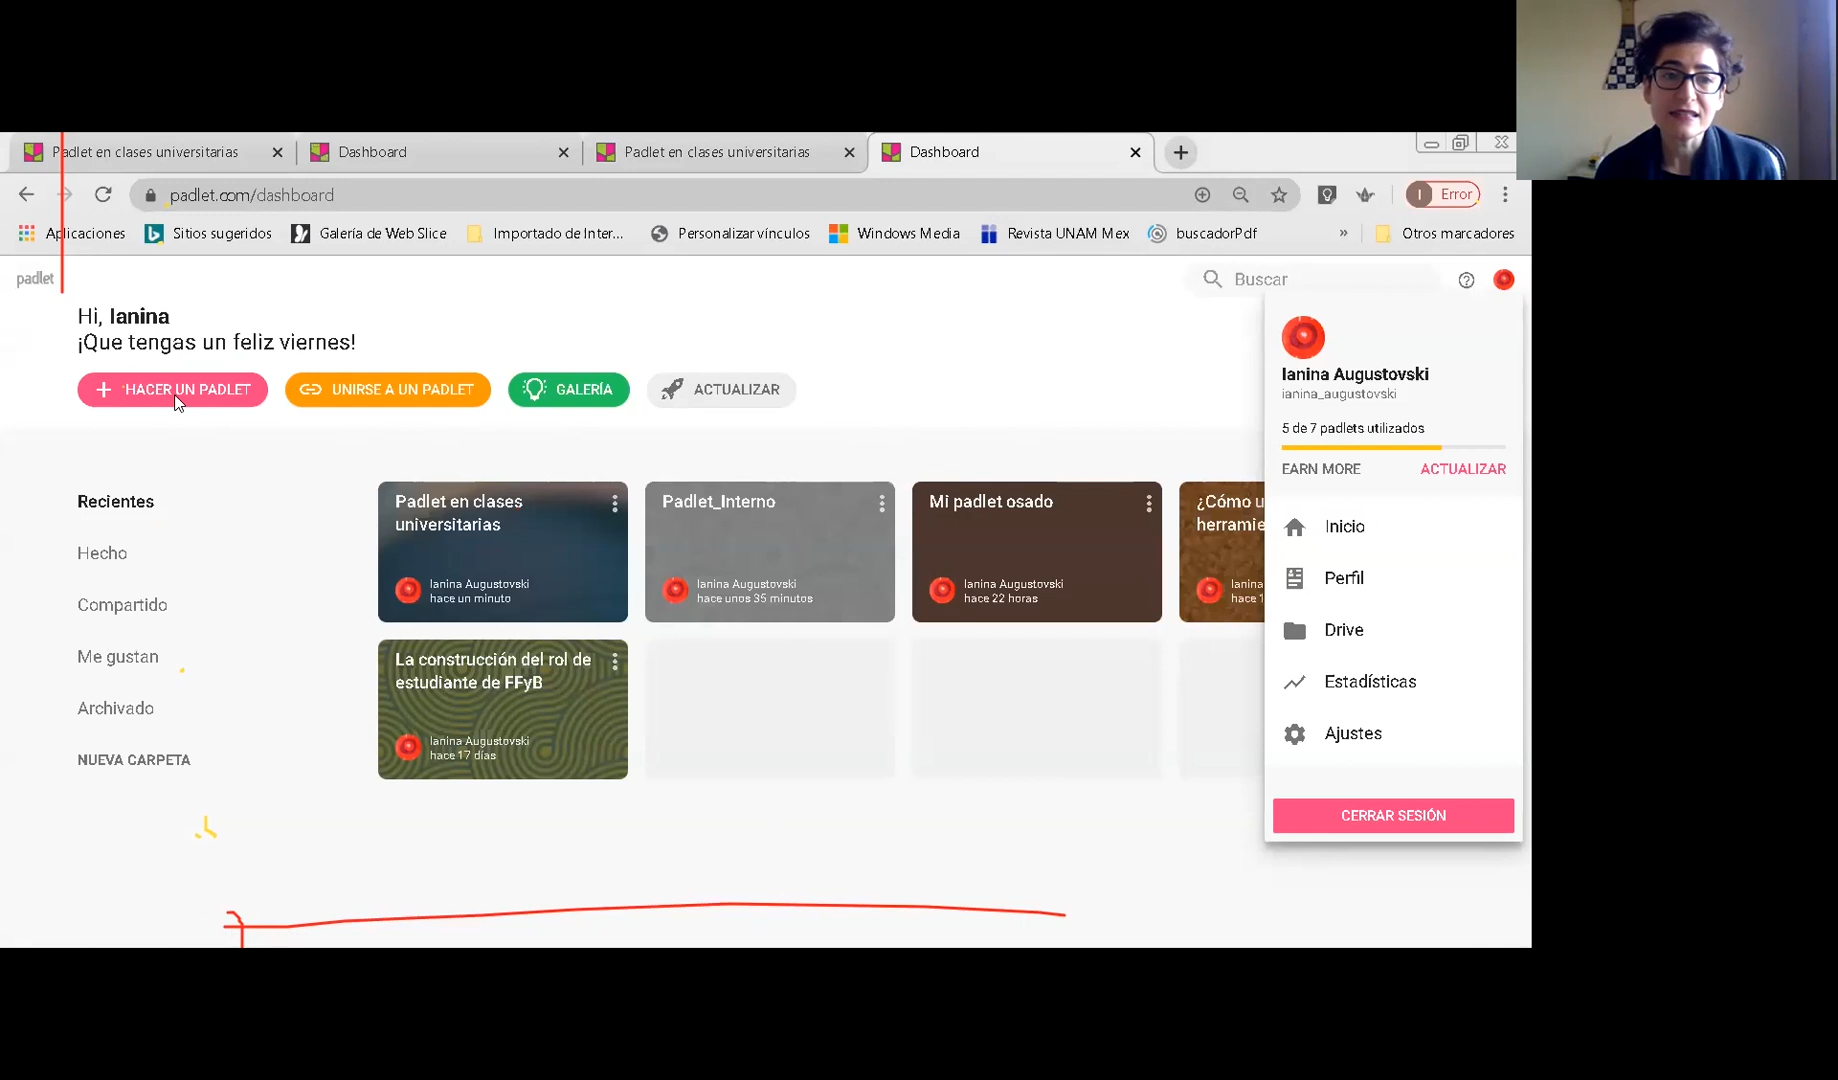 Padlet en clases universitarias
Dashboard
Padlet en clases universitarias
Dashboard
padlet.com/dashboard
Error
Aplicaciones
Sitios sugeridos
Galería de Web Slice
Importado de Inter...
Personalizar vínculos
Windows Media
Revista UNAM Mex
buscadorPdf
»
Otros marcadores
padlet
Buscar
Hi, Ianina
¡Que tengas un feliz viernes!
HACER UN PADLET
UNIRSE A UN PADLET
GALERÍA
ACTUALIZAR
Recientes
Hecho
Compartido
Me gustan
Archivado
NUEVA CARPETA
Padlet en clases
universitarias
Ianina Augustovski
hace un minuto
Padlet_Interno
Ianina Augustovski
hace unos 35 minutos
Mi padlet osado
Ianina Augustovski
hace 22 horas
¿Cómo u
herramie
Ianina
hace 1
La construcción del rol de
estudiante de FFyB
Ianina Augustovski
hace 17 días
Ianina Augustovski
ianina_augustovski
5 de 7 padlets utilizados
EARN MORE
ACTUALIZAR
Inicio
Perfil
Drive
Estadísticas
Ajustes
CERRAR SESIÓN